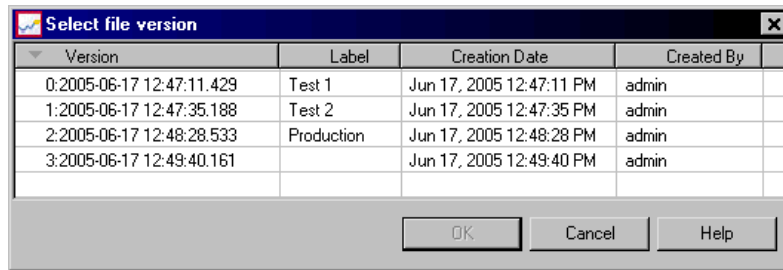 Select file version
Version Label Creation Date Created By
0:2005-06-17 12:47:11.429 Test 1 Jun 17, 2005 12:47:11 PM admin
1:2005-06-17 12:47:35.188 Test 2 Jun 17, 2005 12:47:35 PM admin
2:2005-06-17 12:48:28.533 Production Jun 17, 2005 12:48:28 PM admin
3:2005-06-17 12:49:40.161 Jun 17, 2005 12:49:40 PM admin
OK Cancel Help